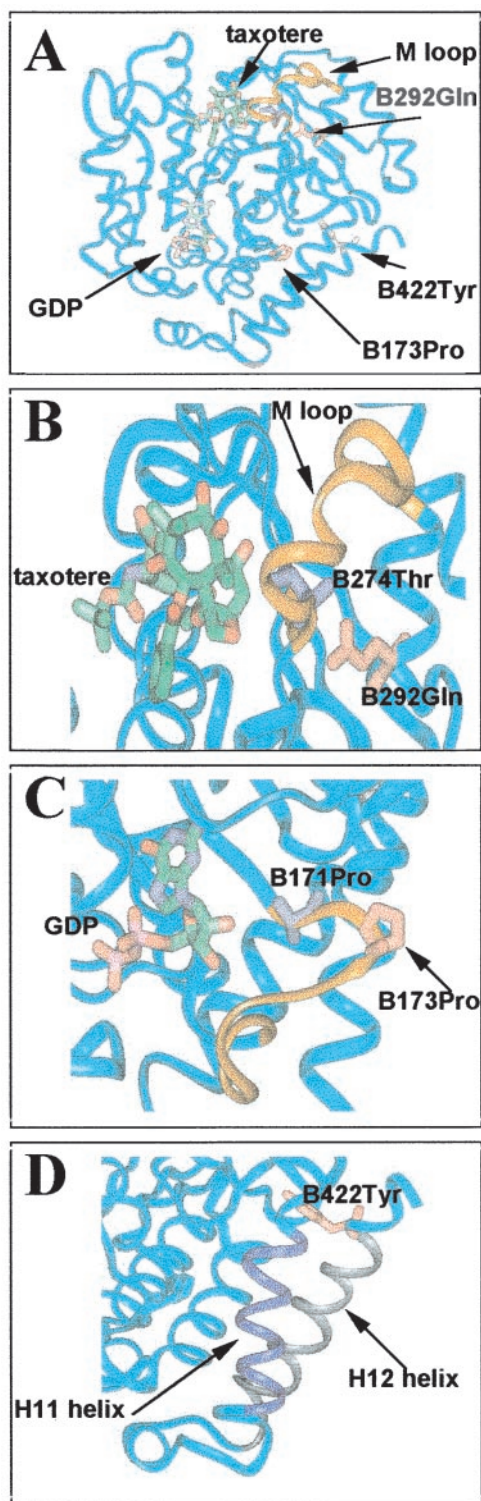 A
taxotere
M loop
B292Gln
GDP
B422Tyr
B173Pro
B
M loop
taxotere
B274Thr
B292Gln
C
B171Pro
GDP
B173Pro
D
B422Tyr
H12 helix
H11 helix